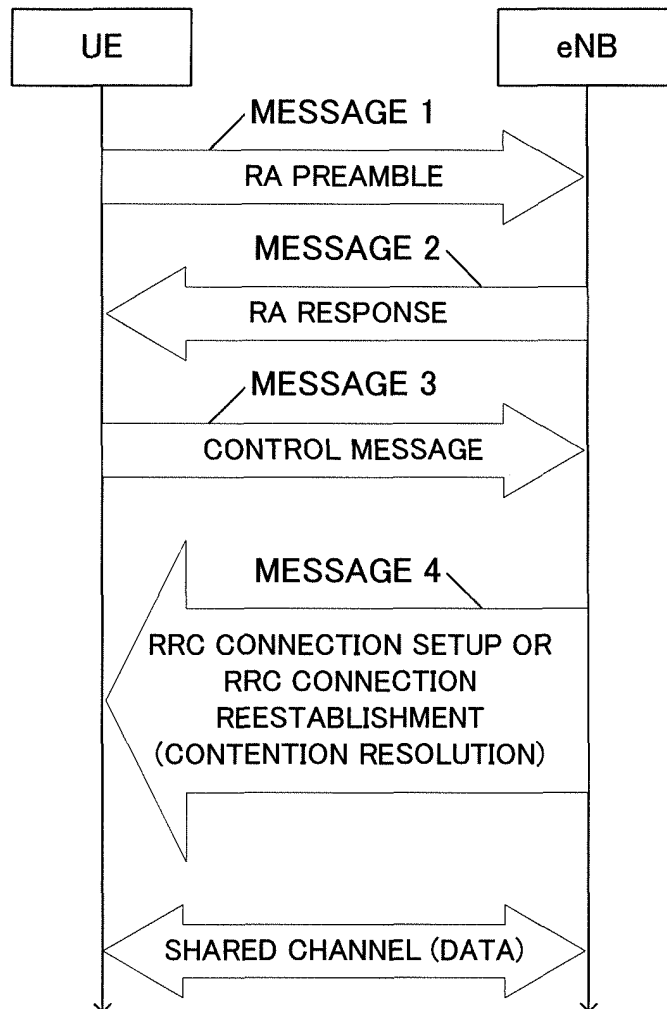 UE
eNB
MESSAGE 1
RA PREAMBLE
MESSAGE 2
RA RESPONSE
MESSAGE 3
CONTROL MESSAGE
MESSAGE 4
RRC CONNECTION SETUP OR
RRC CONNECTION
REESTABLISHMENT
(CONTENTION RESOLUTION)
SHARED CHANNEL (DATA)